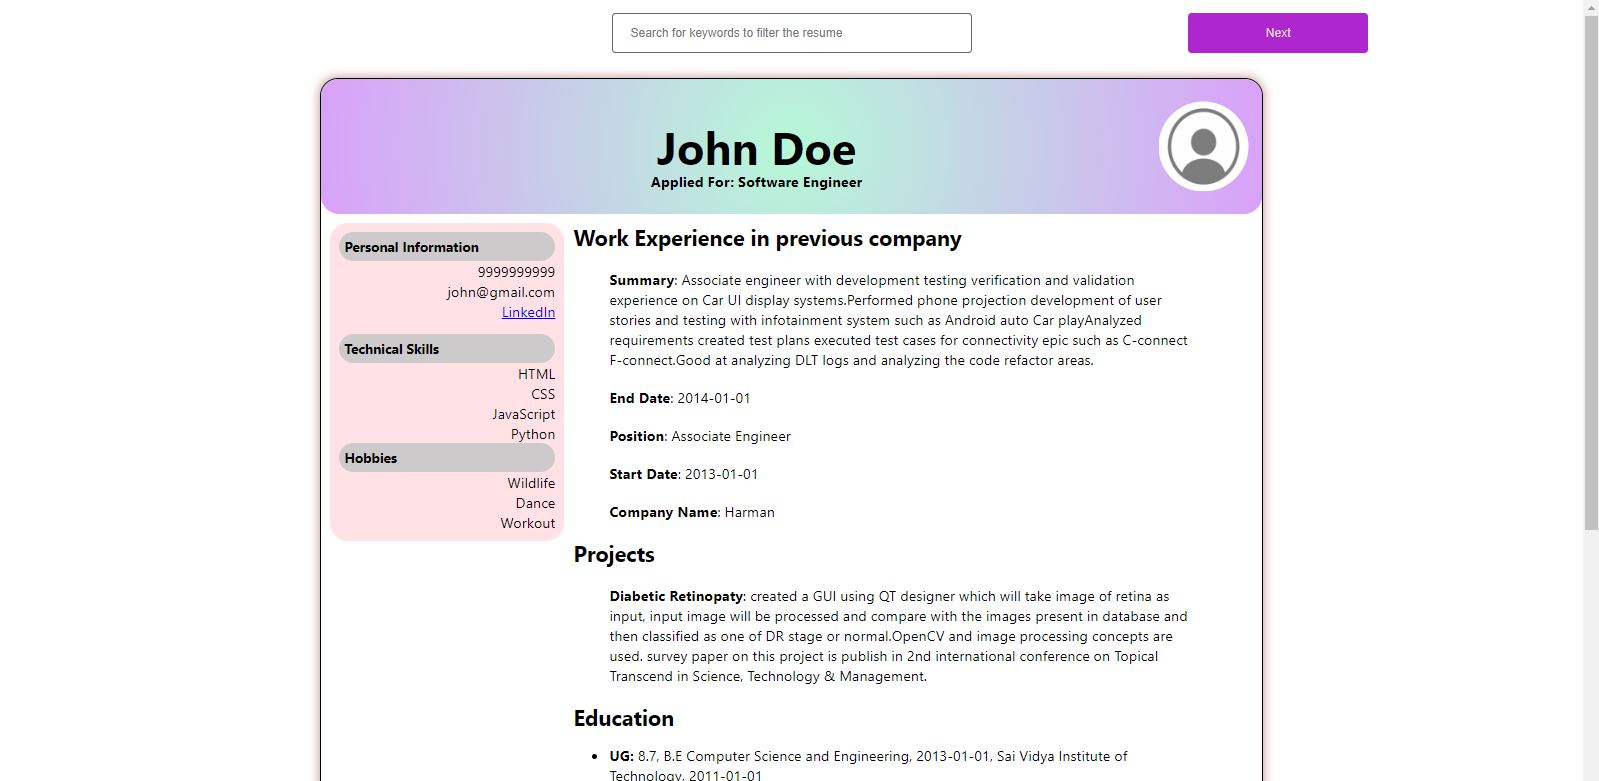 Search for keywords to filter the resume
Next
John Doe
Applied For: Software Engineer
Personal Information
9999999999
john@gmail.com
LinkedIn
Technical Skills
HTML
CSS
JavaScript
Python
Hobbies
Wildlife
Dance
Workout
Work Experience in previous company
Summary: Associate engineer with development testing verification and validation
experience on Car UI display systems.Performed phone projection development of user
stories and testing with infotainment system such as Android auto Car playAnalyzed
requirements created test plans executed test cases for connectivity epic such as C-connect
F-connect.Good at analyzing DLT logs and analyzing the code refactor areas.
End Date: 2014-01-01
Position: Associate Engineer
Start Date: 2013-01-01
Company Name: Harman
Projects
Diabetic Retinopaty: created a GUI using QT designer which will take image of retina as
input, input image will be processed and compare with the images present in database and
then classified as one of DR stage or normal.OpenCV and image processing concepts are
used. survey paper on this project is publish in 2nd international conference on Topical
Transcend in Science, Technology & Management.
Education
• UG: 8.7, B.E Computer Science and Engineering, 2013-01-01, Sai Vidya Institute of
Technology, 2011-01-01